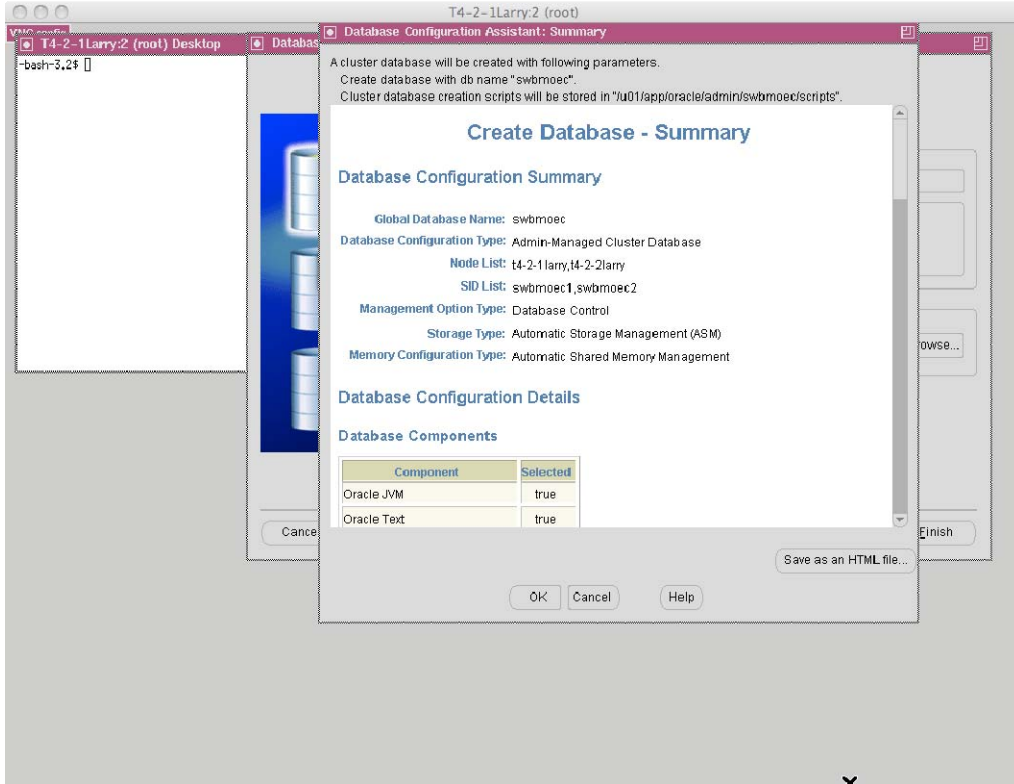 T4-2-1Larry:2 (root)
VNC config
T4-2-1Larry:2 (root) Desktop
-bash-3.2$ []
Databas
Database Configuration Assistant: Summary
A cluster database will be created with following parameters.
Create database with db name "swbmoec".
Cluster database creation scripts will be stored in "/u01/app/oracle/admin/swbmoec/scripts".
Create Database - Summary
Database Configuration Summary
Global Database Name: swbmoec
Database Configuration Type: Admin-Managed Cluster Database
Node List: t4-2-1larry,t4-2-2larry
SID List: swbmoec1,swbmoec2
Management Option Type: Database Control
Storage Type: Automatic Storage Management (ASM)
Memory Configuration Type: Automatic Shared Memory Management
Database Configuration Details
Database Components
Component Selected
Oracle JVM true
Oracle Text true
owse...
Cance
Finish
Save as an HTML file...
OK Cancel Help